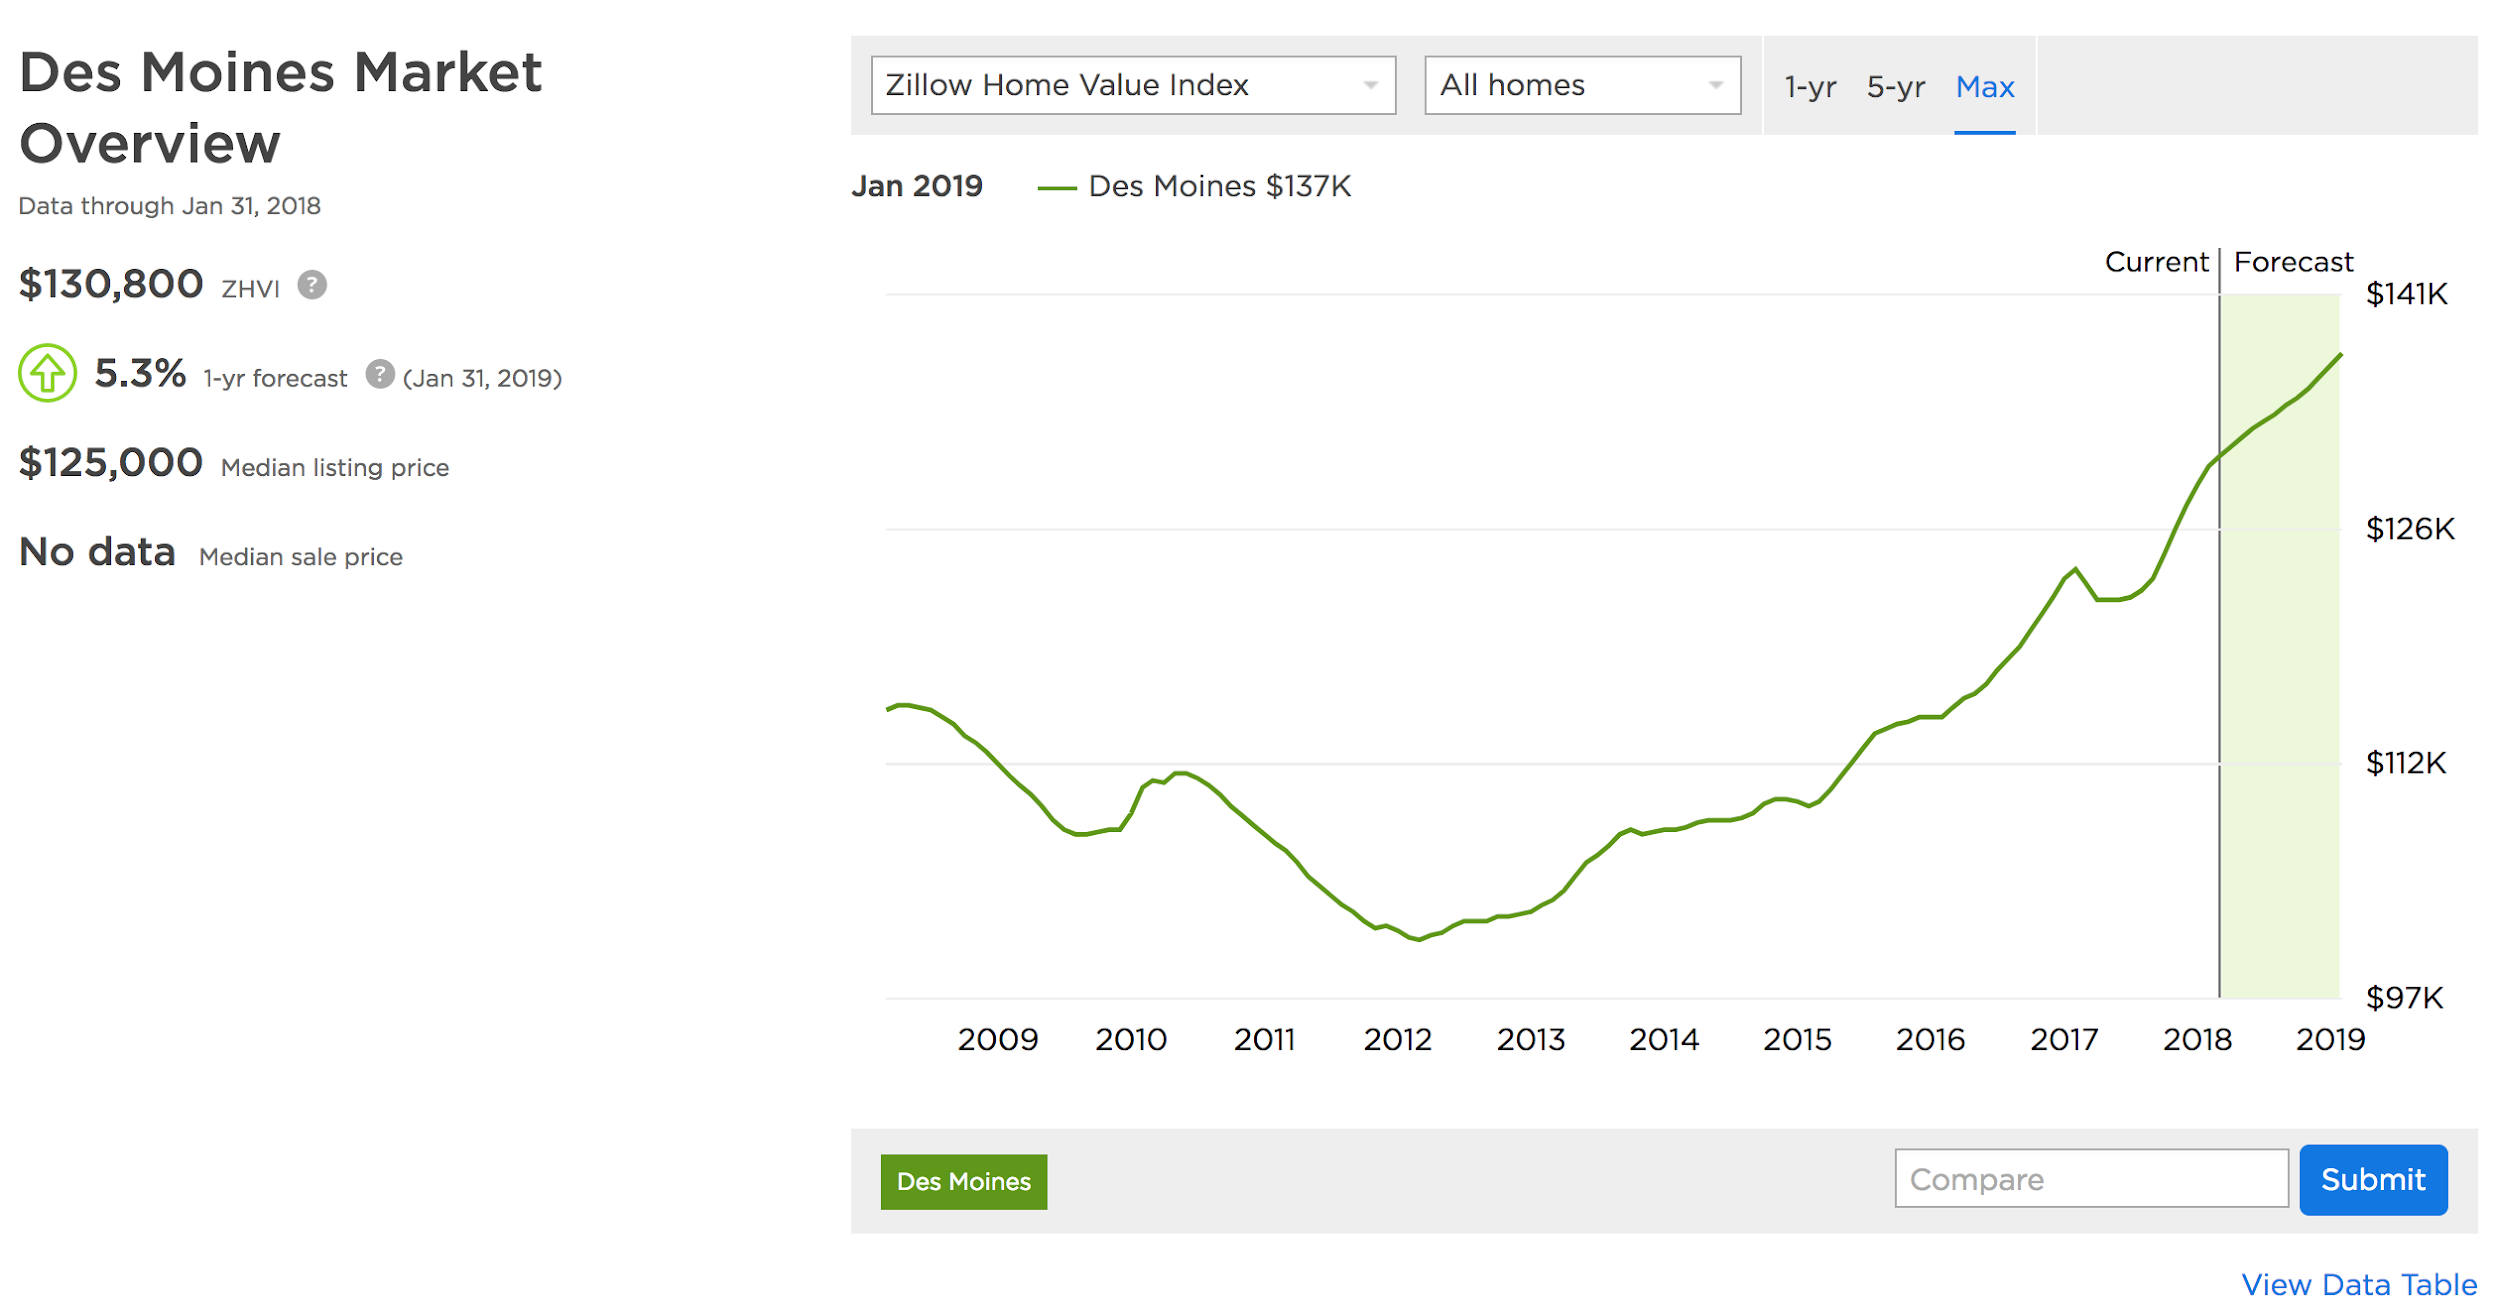 Des Moines Market
Overview
Data through Jan 31, 2018
$130,800 ZHVI ?
5.3% 1-yr forecast ? (Jan 31, 2019)
$125,000 Median listing price
No data Median sale price
Zillow Home Value Index
All homes
1-yr 5-yr Max
Jan 2019 Des Moines $137K
Current Forecast
$141K
$126K
$112K
$97K
2009 2010 2011 2012 2013 2014 2015 2016 2017 2018 2019
Des Moines
Compare
Submit
View Data Table